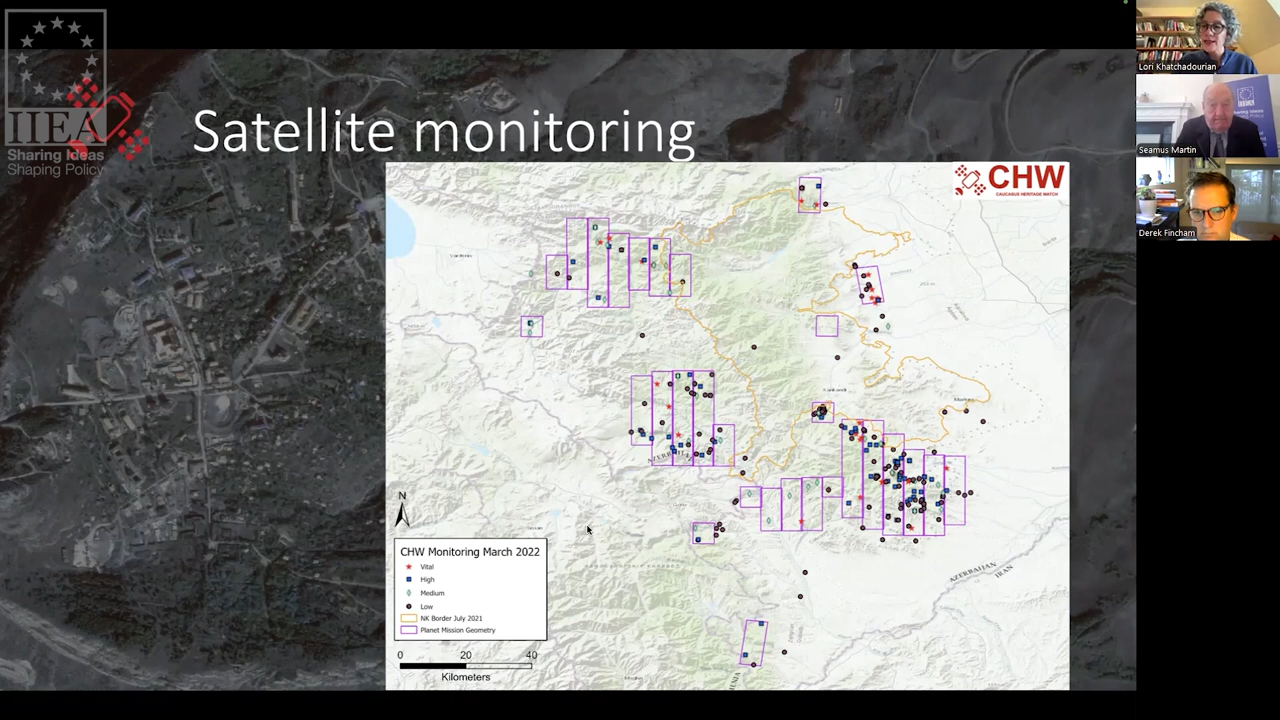 IIEA
Sharing Ideas
Shaping Policy
Satellite monitoring
CHW
CAUCASUS HERITAGE WATCH
N
CHW Monitoring March 2022
Vital
High
Medium
Low
NK Border July 2021
Planet Mission Geometry
0 20 40
Kilometers
AZERBAIJAN
IRAN
Lori Khatchadourian
Seamus Martin
Derek Fincham